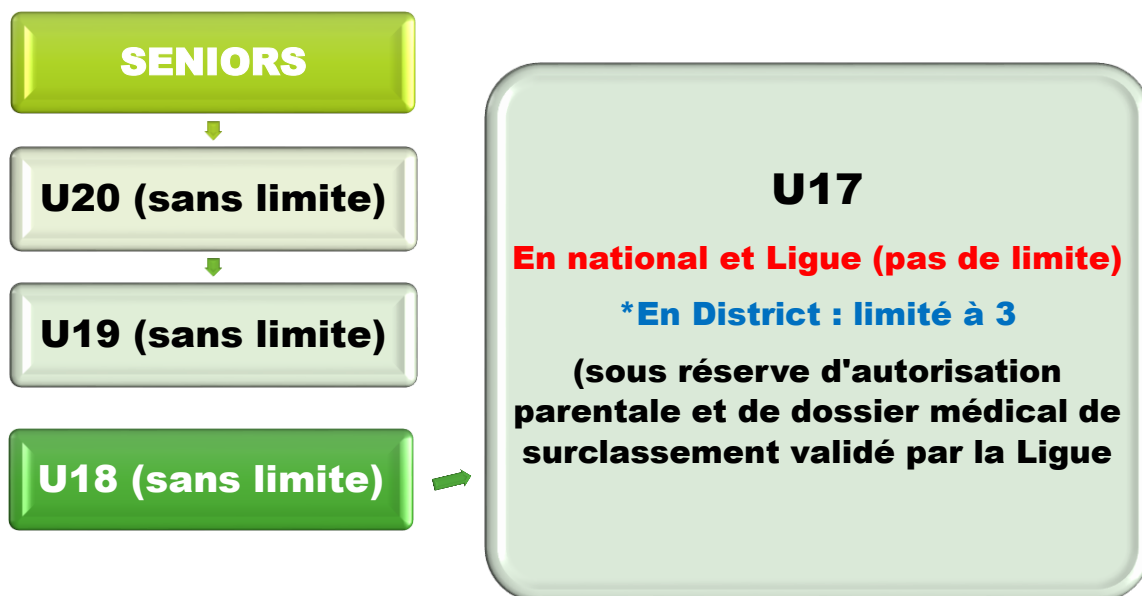 SENIORS
U20 (sans limite)
U19 (sans limite)
U18 (sans limite)
U17
En national et Ligue (pas de limite)
*En District : limité à 3
(sous réserve d'autorisation
parentale et de dossier médical de
surclassement validé par la Ligue